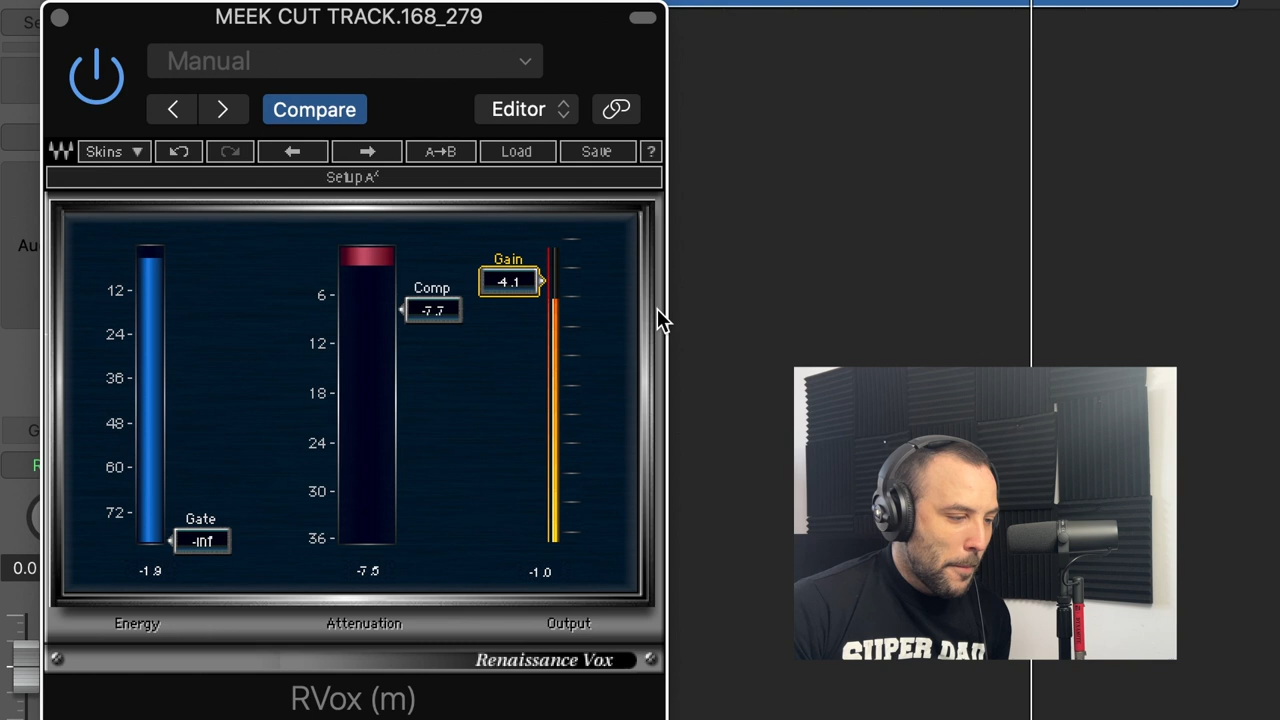 MEEK CUT TRACK.168_279
Manual
Compare
Editor
Skins
A→B
Load
Save
?
Gain
-4.1
Comp
-7.7
12
24
36
48
60
72
6
12
18
24
30
36
Gate
-Inf
-1.9
-7.5
-1.0
Energy
Attenuation
Output
Renaissance Vox
RVox (m)
0.0
Au
SUPER DAD